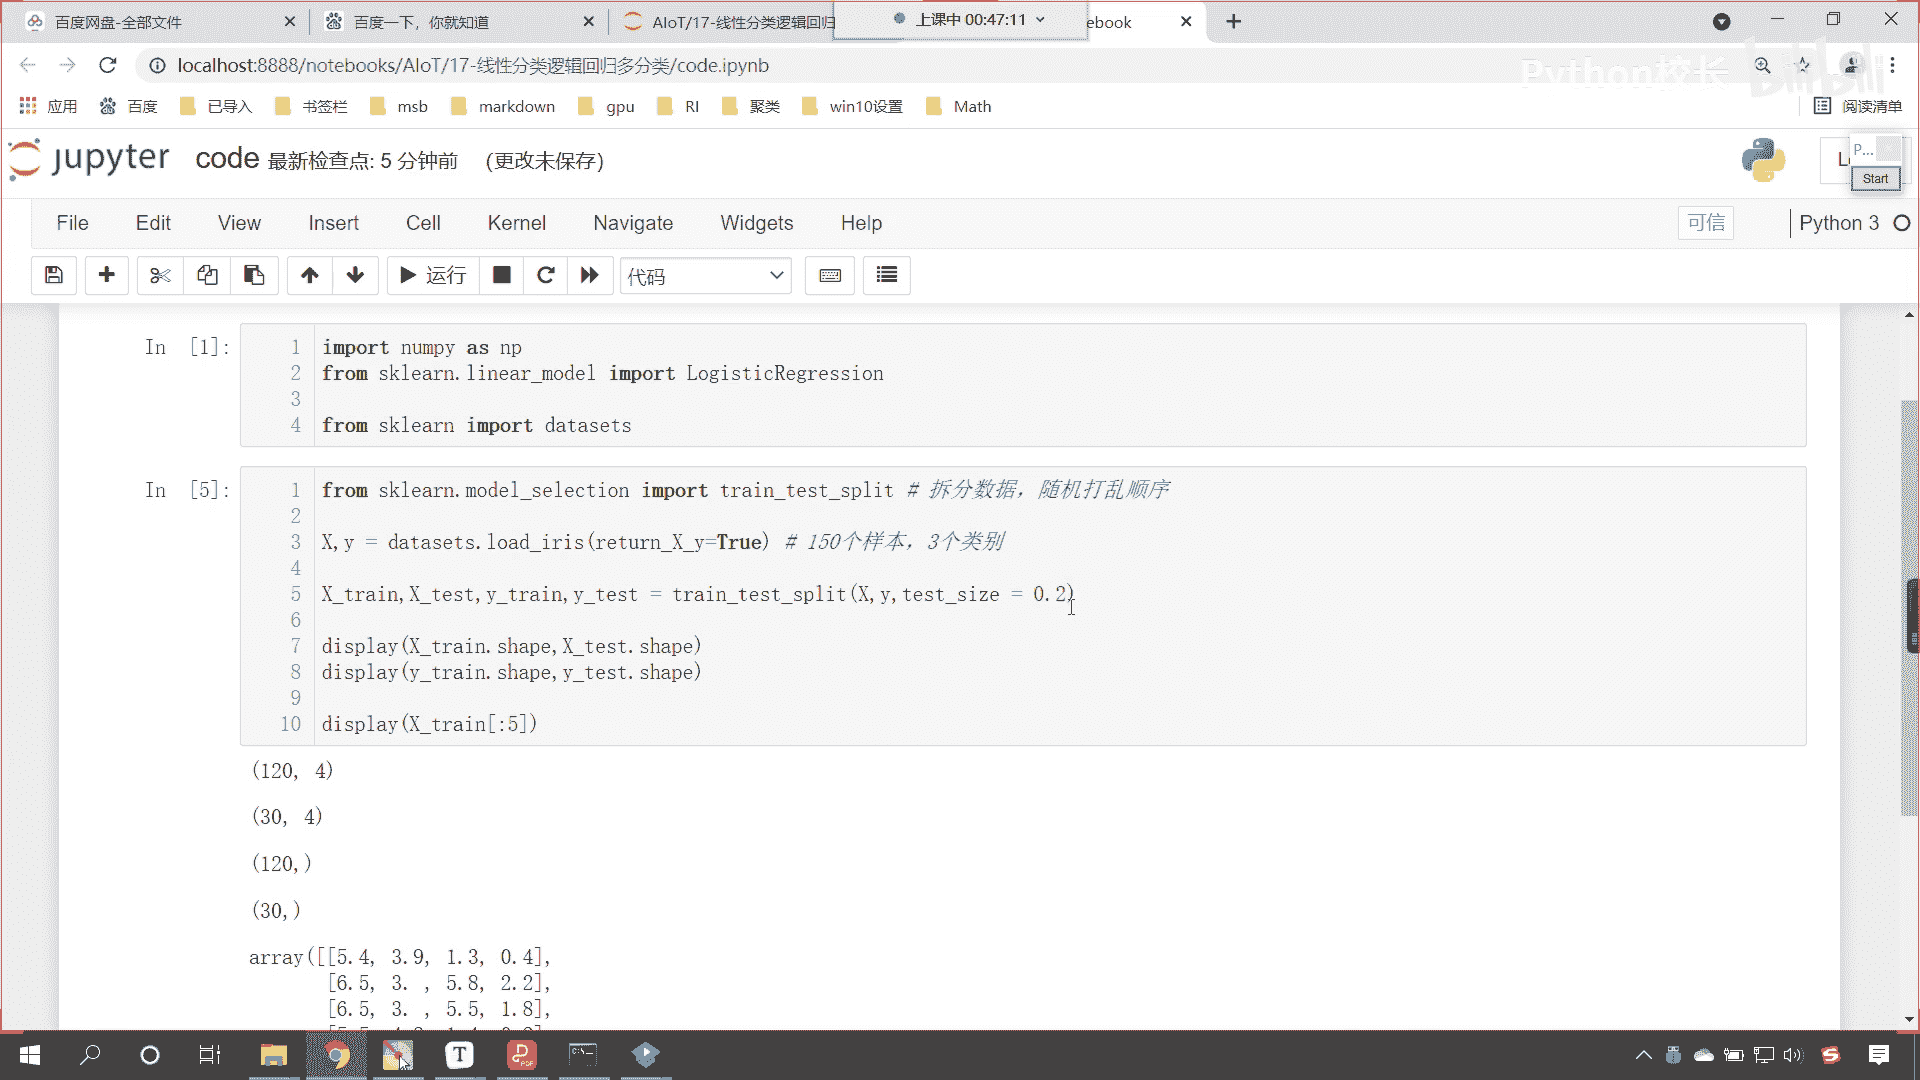 百度网盘-全部文件
百度一下，你就知道
AIoT/17-线性分类逻辑回归
上课中 00:47:11
ebook
localhost:8888/notebooks/AIoT/17-线性分类逻辑回归多分类/code.ipynb
Python校长
bilibili
应用 百度 已导入 书签栏 msb markdown gpu RI 聚类 win10设置 Math 阅读清单
jupyter code 最新检查点: 5 分钟前 (更改未保存)
P...
Start
File Edit View Insert Cell Kernel Navigate Widgets Help 可信 Python 3
运行 代码
In [1]:
1 import numpy as np
2 from sklearn.linear_model import LogisticRegression
3
4 from sklearn import datasets
In [5]:
1 from sklearn.model_selection import train_test_split # 拆分数据，随机打乱顺序
2
3 X,y = datasets.load_iris(return_X_y=True) # 150个样本，3个类别
4
5 X_train,X_test,y_train,y_test = train_test_split(X,y,test_size = 0.2)
6
7 display(X_train.shape,X_test.shape)
8 display(y_train.shape,y_test.shape)
9
10 display(X_train[:5])
(120, 4)
(30, 4)
(120,)
(30,)
array([[5.4, 3.9, 1.3, 0.4],
[6.5, 3. , 5.8, 2.2],
[6.5, 3. , 5.5, 1.8],